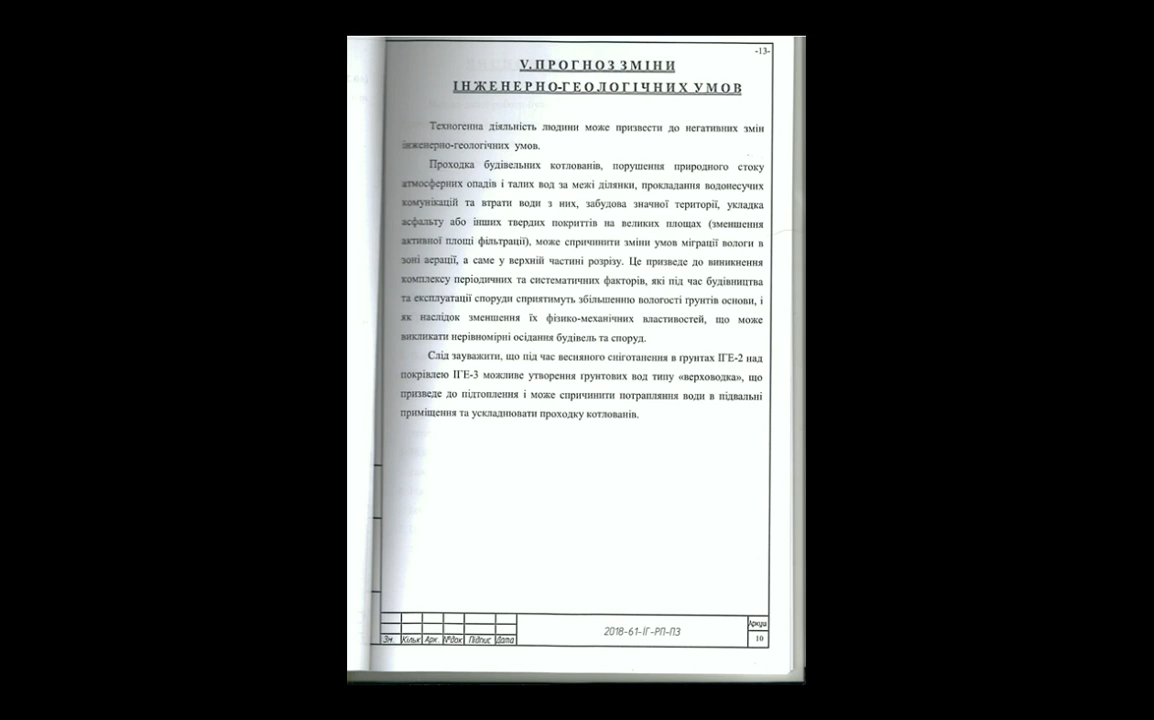 -13-
V. ПРОГНОЗ ЗМІНИ
ІНЖЕНЕРНО-ГЕОЛОГІЧНИХ УМОВ
Техногенна діяльність людини може призвести до негативних змін
інженерно-геологічних умов.
Проходка будівельних котлованів, порушення природного стоку
атмосферних опадів і талих вод за межі ділянки, прокладання водонесучих
комунікацій та втрати води з них, забудова значної території, укладка
асфальту або інших твердих покриттів на великих площах (зменшення
активної площі фільтрації), може спричинити зміни умов міграції вологи в
зоні аерації, а саме у верхній частині розрізу. Це призведе до виникнення
комплексу періодичних та систематичних факторів, які під час будівництва
та експлуатації споруди сприятимуть збільшенню вологості ґрунтів основи, і
як наслідок зменшення їх фізико-механічних властивостей, що може
викликати нерівномірні осідання будівель та споруд.
Слід зауважити, що під час весняного сніготанення в ґрунтах ІГЕ-2 над
покрівлею ІГЕ-3 можливе утворення ґрунтових вод типу «верховодка», що
призведе до підтоплення і може спричинити потрапляння води в підвальні
приміщення та ускладнювати проходку котлованів.
Зм. Кільк Арк. №док Підпис Дата
2018-61-ІГ-РП-ПЗ
Аркуш
10